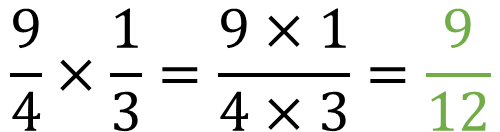 9/4 × 1/3 = (9 × 1)/(4 × 3) = 9/12